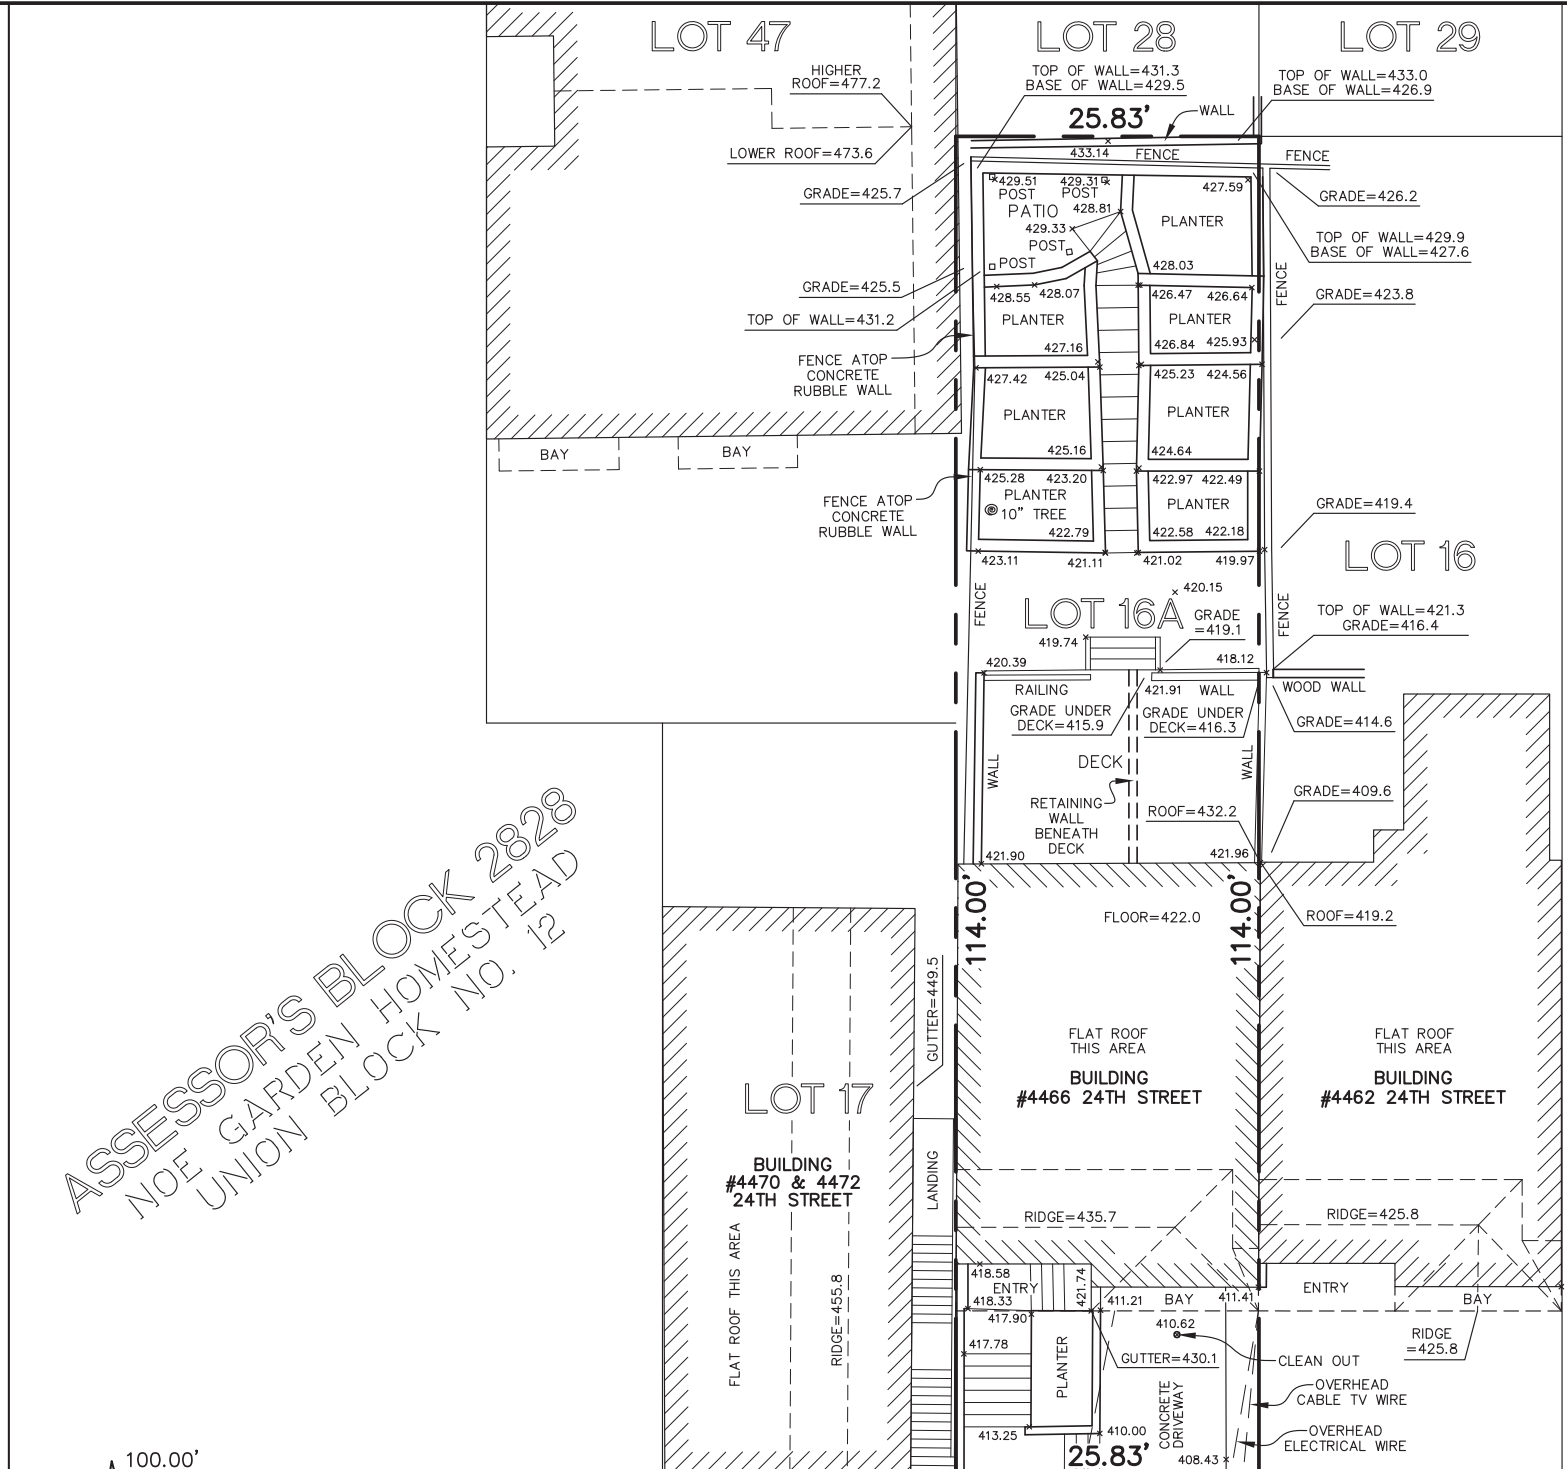 LOT 47
LOT 28
LOT 29
HIGHER
ROOF=477.2
TOP OF WALL=431.3
BASE OF WALL=429.5
TOP OF WALL=433.0
BASE OF WALL=426.9
25.83'
WALL
LOWER ROOF=473.6
433.14
FENCE
FENCE
GRADE=425.7
429.51
POST
429.31
POST
427.59
GRADE=426.2
PATIO
428.81
429.33
POST
PLANTER
POST
TOP OF WALL=429.9
BASE OF WALL=427.6
428.03
FENCE
GRADE=425.5
428.55
428.07
426.47
426.64
GRADE=423.8
TOP OF WALL=431.2
PLANTER
PLANTER
427.16
426.84
425.93
FENCE ATOP
CONCRETE
RUBBLE WALL
427.42
425.04
425.23
424.56
PLANTER
PLANTER
425.16
424.64
BAY
BAY
425.28
423.20
422.97
422.49
FENCE ATOP
CONCRETE
RUBBLE WALL
PLANTER
10" TREE
PLANTER
422.79
422.58
422.18
GRADE=419.4
423.11
421.11
421.02
419.97
LOT 16
420.15
FENCE
LOT 16A
GRADE
=419.1
FENCE
TOP OF WALL=421.3
GRADE=416.4
419.74
420.39
418.12
RAILING
421.91
WALL
WOOD WALL
GRADE UNDER
DECK=415.9
GRADE UNDER
DECK=416.3
GRADE=414.6
WALL
DECK
WALL
RETAINING
WALL
BENEATH
DECK
ROOF=432.2
GRADE=409.6
421.90
421.96
ASSESSOR'S BLOCK 2828
NOE GARDEN HOMESTEAD
UNION BLOCK NO. 12
114.00'
FLOOR=422.0
114.00'
ROOF=419.2
GUTTER=449.5
FLAT ROOF
THIS AREA
BUILDING
#4466 24TH STREET
FLAT ROOF
THIS AREA
BUILDING
#4462 24TH STREET
LOT 17
BUILDING
#4470 & 4472
24TH STREET
LANDING
FLAT ROOF THIS AREA
RIDGE=455.8
RIDGE=435.7
RIDGE=425.8
418.58
ENTRY
418.33
421.74
411.21
BAY
411.41
ENTRY
BAY
417.90
410.62
417.78
PLANTER
GUTTER=430.1
RIDGE
=425.8
CLEAN OUT
CONCRETE
DRIVEWAY
OVERHEAD
CABLE TV WIRE
413.25
410.00
OVERHEAD
ELECTRICAL WIRE
25.83'
408.43
100.00'